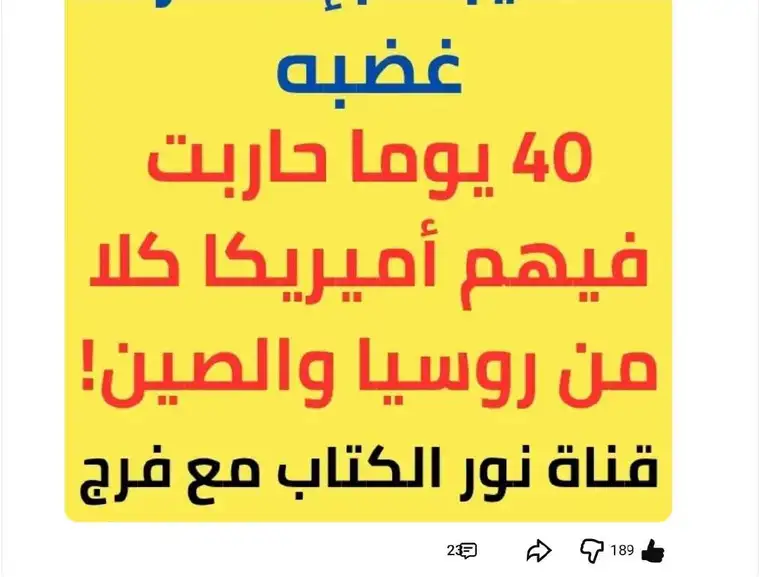 غضبه
40 يوما حاربت
فيهم أميريكا كلا
من روسيا والصين!
قناة نور الكتاب مع فرج
189
23